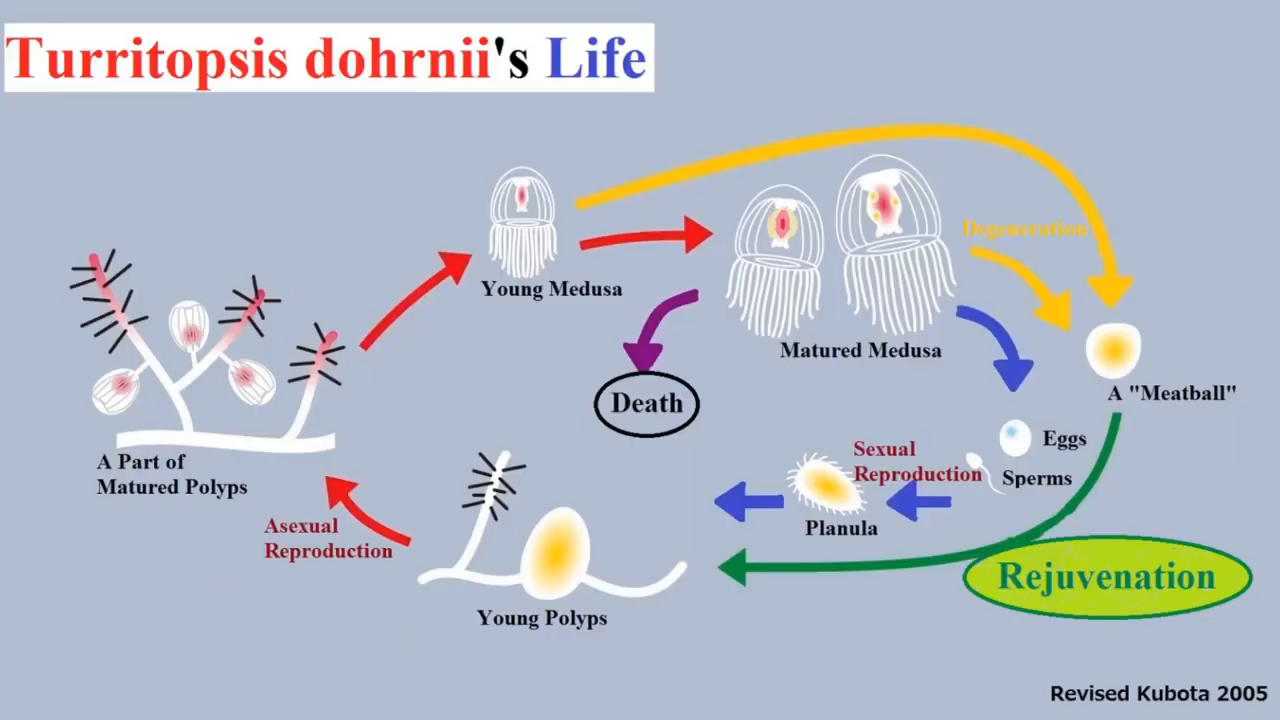 Turritopsis dohrnii's Life
Degeneration
Young Medusa
Matured Medusa
Death
A "Meatball"
Eggs
Sperms
Sexual
Reproduction
Planula
A Part of
Matured Polyps
Asexual
Reproduction
Rejuvenation
Young Polyps
Revised Kubota 2005